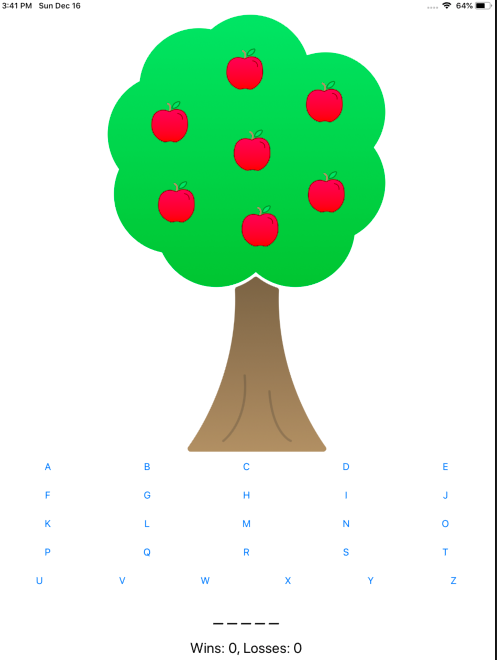 3:41 PM Sun Dec 16 64%
A B C D E
F G H I J
K L M N O
P Q R S T
U V W X Y Z
_ _ _ _ _
Wins: 0, Losses: 0